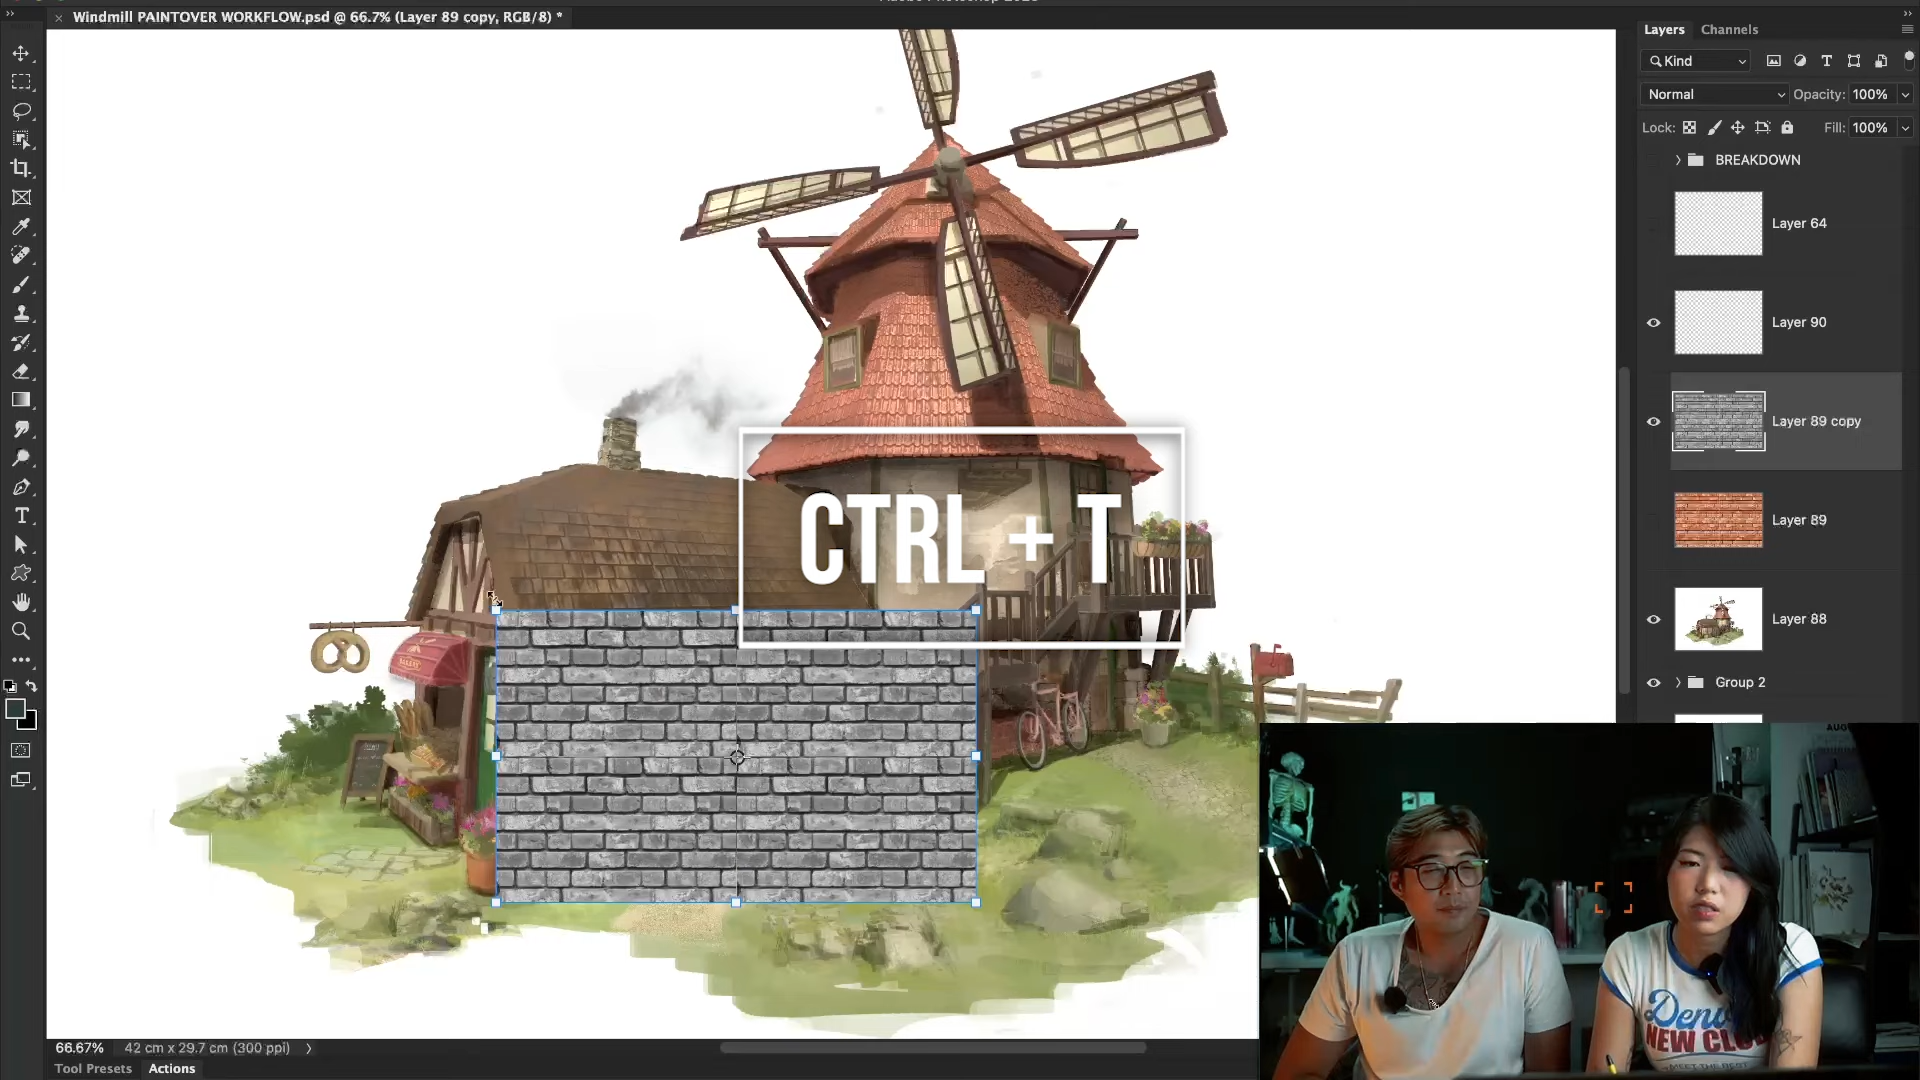 Windmill PAINTOVER WORKFLOW.psd @ 66.7% (Layer 89 copy, RGB/8) *
Layers Channels
Kind
Normal Opacity: 100%
Lock: Fill: 100%
BREAKDOWN
Layer 64
Layer 90
Layer 89 copy
Layer 89
Layer 88
Group 2
CTRL + T
BAKERY
66.67% 42 cm x 29.7 cm (300 ppi)
Tool Presets Actions
NEW